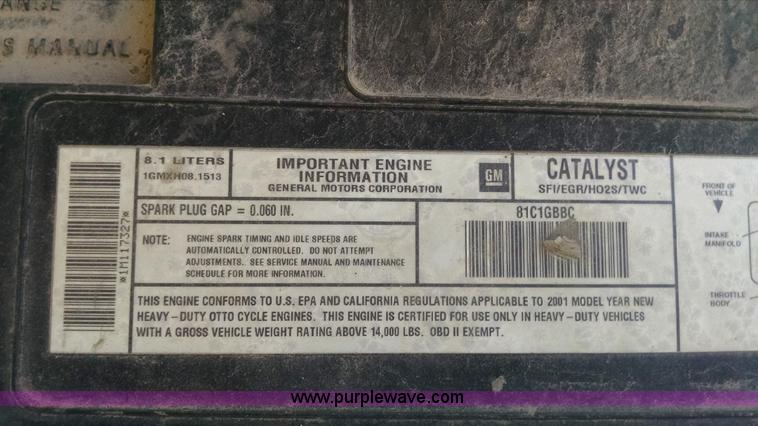 ANGE
S MANUAL
*1M117327*
8.1 LITERS
1GMXH08.1513
IMPORTANT ENGINE
INFORMATION
GENERAL MOTORS CORPORATION
GM
CATALYST
SFI/EGR/HO2S/TWC
SPARK PLUG GAP = 0.060 IN.
NOTE: ENGINE SPARK TIMING AND IDLE SPEEDS ARE
AUTOMATICALLY CONTROLLED. DO NOT ATTEMPT
ADJUSTMENTS. SEE SERVICE MANUAL AND MAINTENANCE
SCHEDULE FOR MORE INFORMATION.
81C1GBBC
THIS ENGINE CONFORMS TO U.S. EPA AND CALIFORNIA REGULATIONS APPLICABLE TO 2001 MODEL YEAR NEW
HEAVY-DUTY OTTO CYCLE ENGINES. THIS ENGINE IS CERTIFIED FOR USE ONLY IN HEAVY-DUTY VEHICLES
WITH A GROSS VEHICLE WEIGHT RATING ABOVE 14,000 LBS. OBD II EXEMPT.
FRONT OF
VEHICLE
INTAKE
MANIFOLD
THROTTLE
BODY
www.purplewave.com